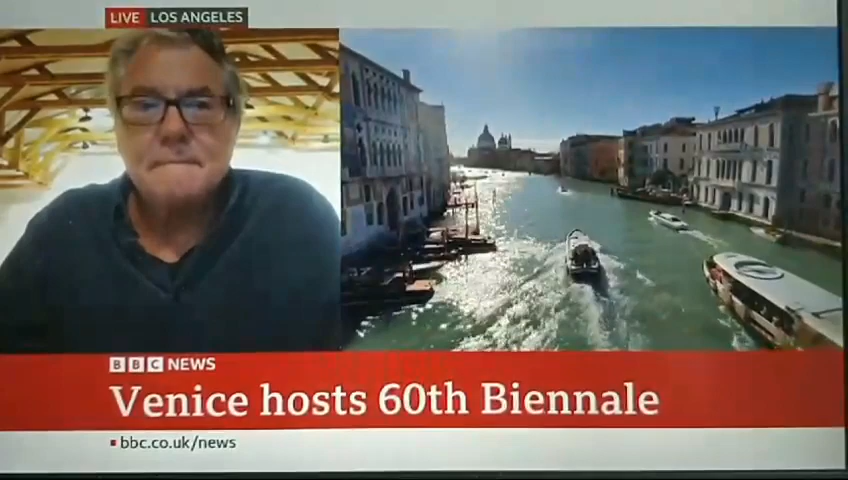 LIVE LOS ANGELES
BBC NEWS
Venice hosts 60th Biennale
bbc.co.uk/news